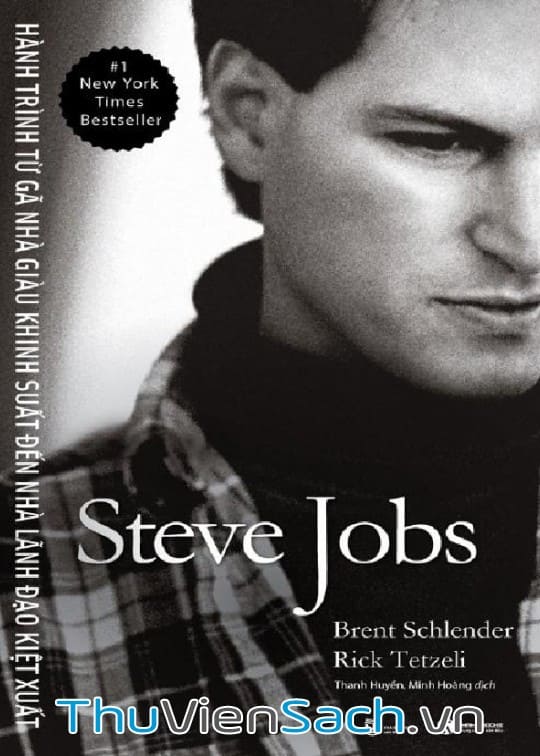 HÀNH TRÌNH TỪ GÃ NHÀ GIÀU KHINH SUẤT ĐẾN NHÀ LÃNH ĐẠO KIỆT XUẤT
#1
New York
Times
Bestseller
Steve Jobs
Brent Schlender
Rick Tetzeli
Thanh Huyền, Minh Hoàng dịch
ThuVienSach.vn